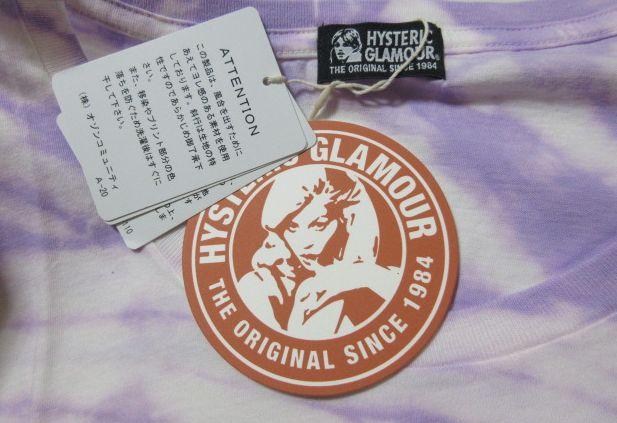 HYSTERIC
GLAMOUR
THE ORIGINAL SINCE 1984
ATTENTION
この製品は、風合を出すために
あえてヨレ感のある素材を使用
しております。斜行は生地の特
性ですのであらかじめ御了承下
さい。
また、移染やプリント部分の色
落ちを防ぐため洗濯後はすぐに
干して下さい。
(株) オゾンコミュニティ
A-20
10
HYSTERIC GLAMOUR
THE ORIGINAL SINCE 1984